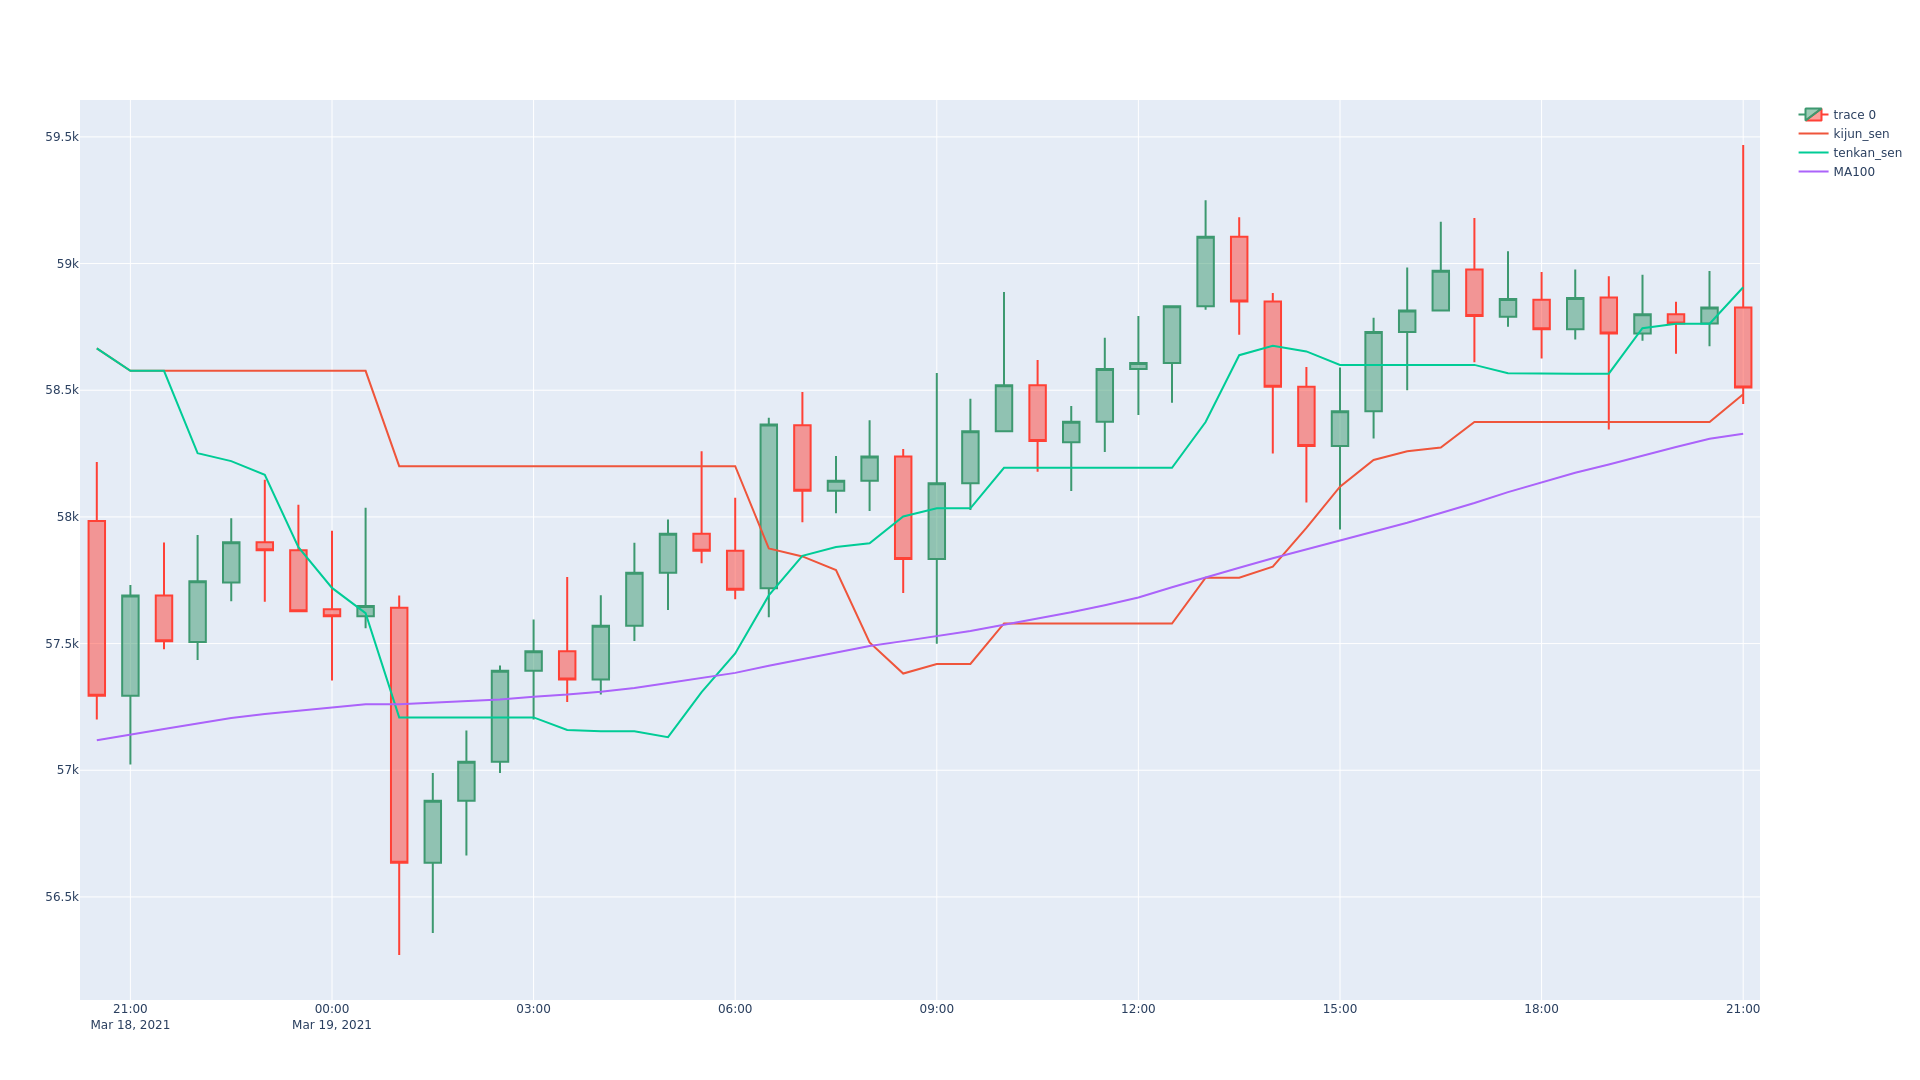 59.5k
59k
58.5k
58k
57.5k
57k
56.5k
21:00
Mar 18, 2021
00:00
Mar 19, 2021
03:00
06:00
09:00
12:00
15:00
18:00
21:00
trace 0
kijun_sen
tenkan_sen
MA100